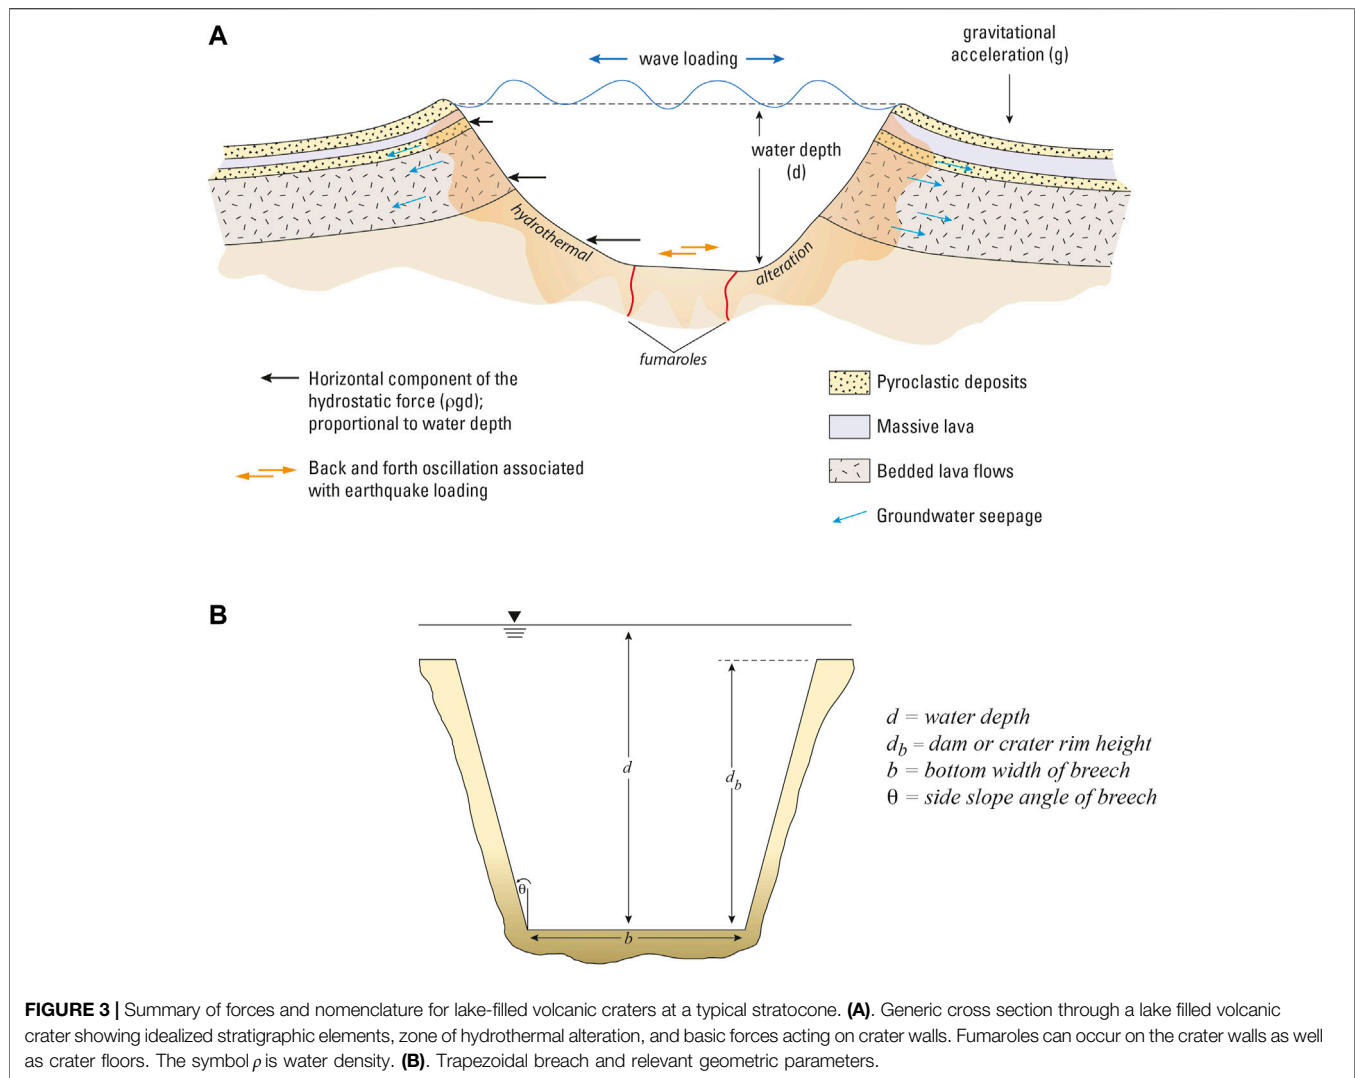 A
wave loading
gravitational
acceleration (g)
water depth
(d)
hydrothermal
alteration
fumaroles
Horizontal component of the
hydrostatic force (ρgd);
proportional to water depth
Back and forth oscillation associated
with earthquake loading
Pyroclastic deposits
Massive lava
Bedded lava flows
Groundwater seepage
B
d
d_b
θ
b
d = water depth
d_b = dam or crater rim height
b = bottom width of breech
θ = side slope angle of breech
FIGURE 3 | Summary of forces and nomenclature for lake-filled volcanic craters at a typical stratocone. (A). Generic cross section through a lake filled volcanic
crater showing idealized stratigraphic elements, zone of hydrothermal alteration, and basic forces acting on crater walls. Fumaroles can occur on the crater walls as well
as crater floors. The symbol ρ is water density. (B). Trapezoidal breach and relevant geometric parameters.